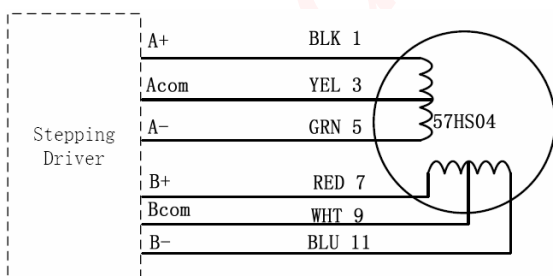 A+ BLK 1
Acom YEL 3
A- GRN 5
57HS04
Stepping
Driver
B+ RED 7
Bcom WHT 9
B- BLU 11